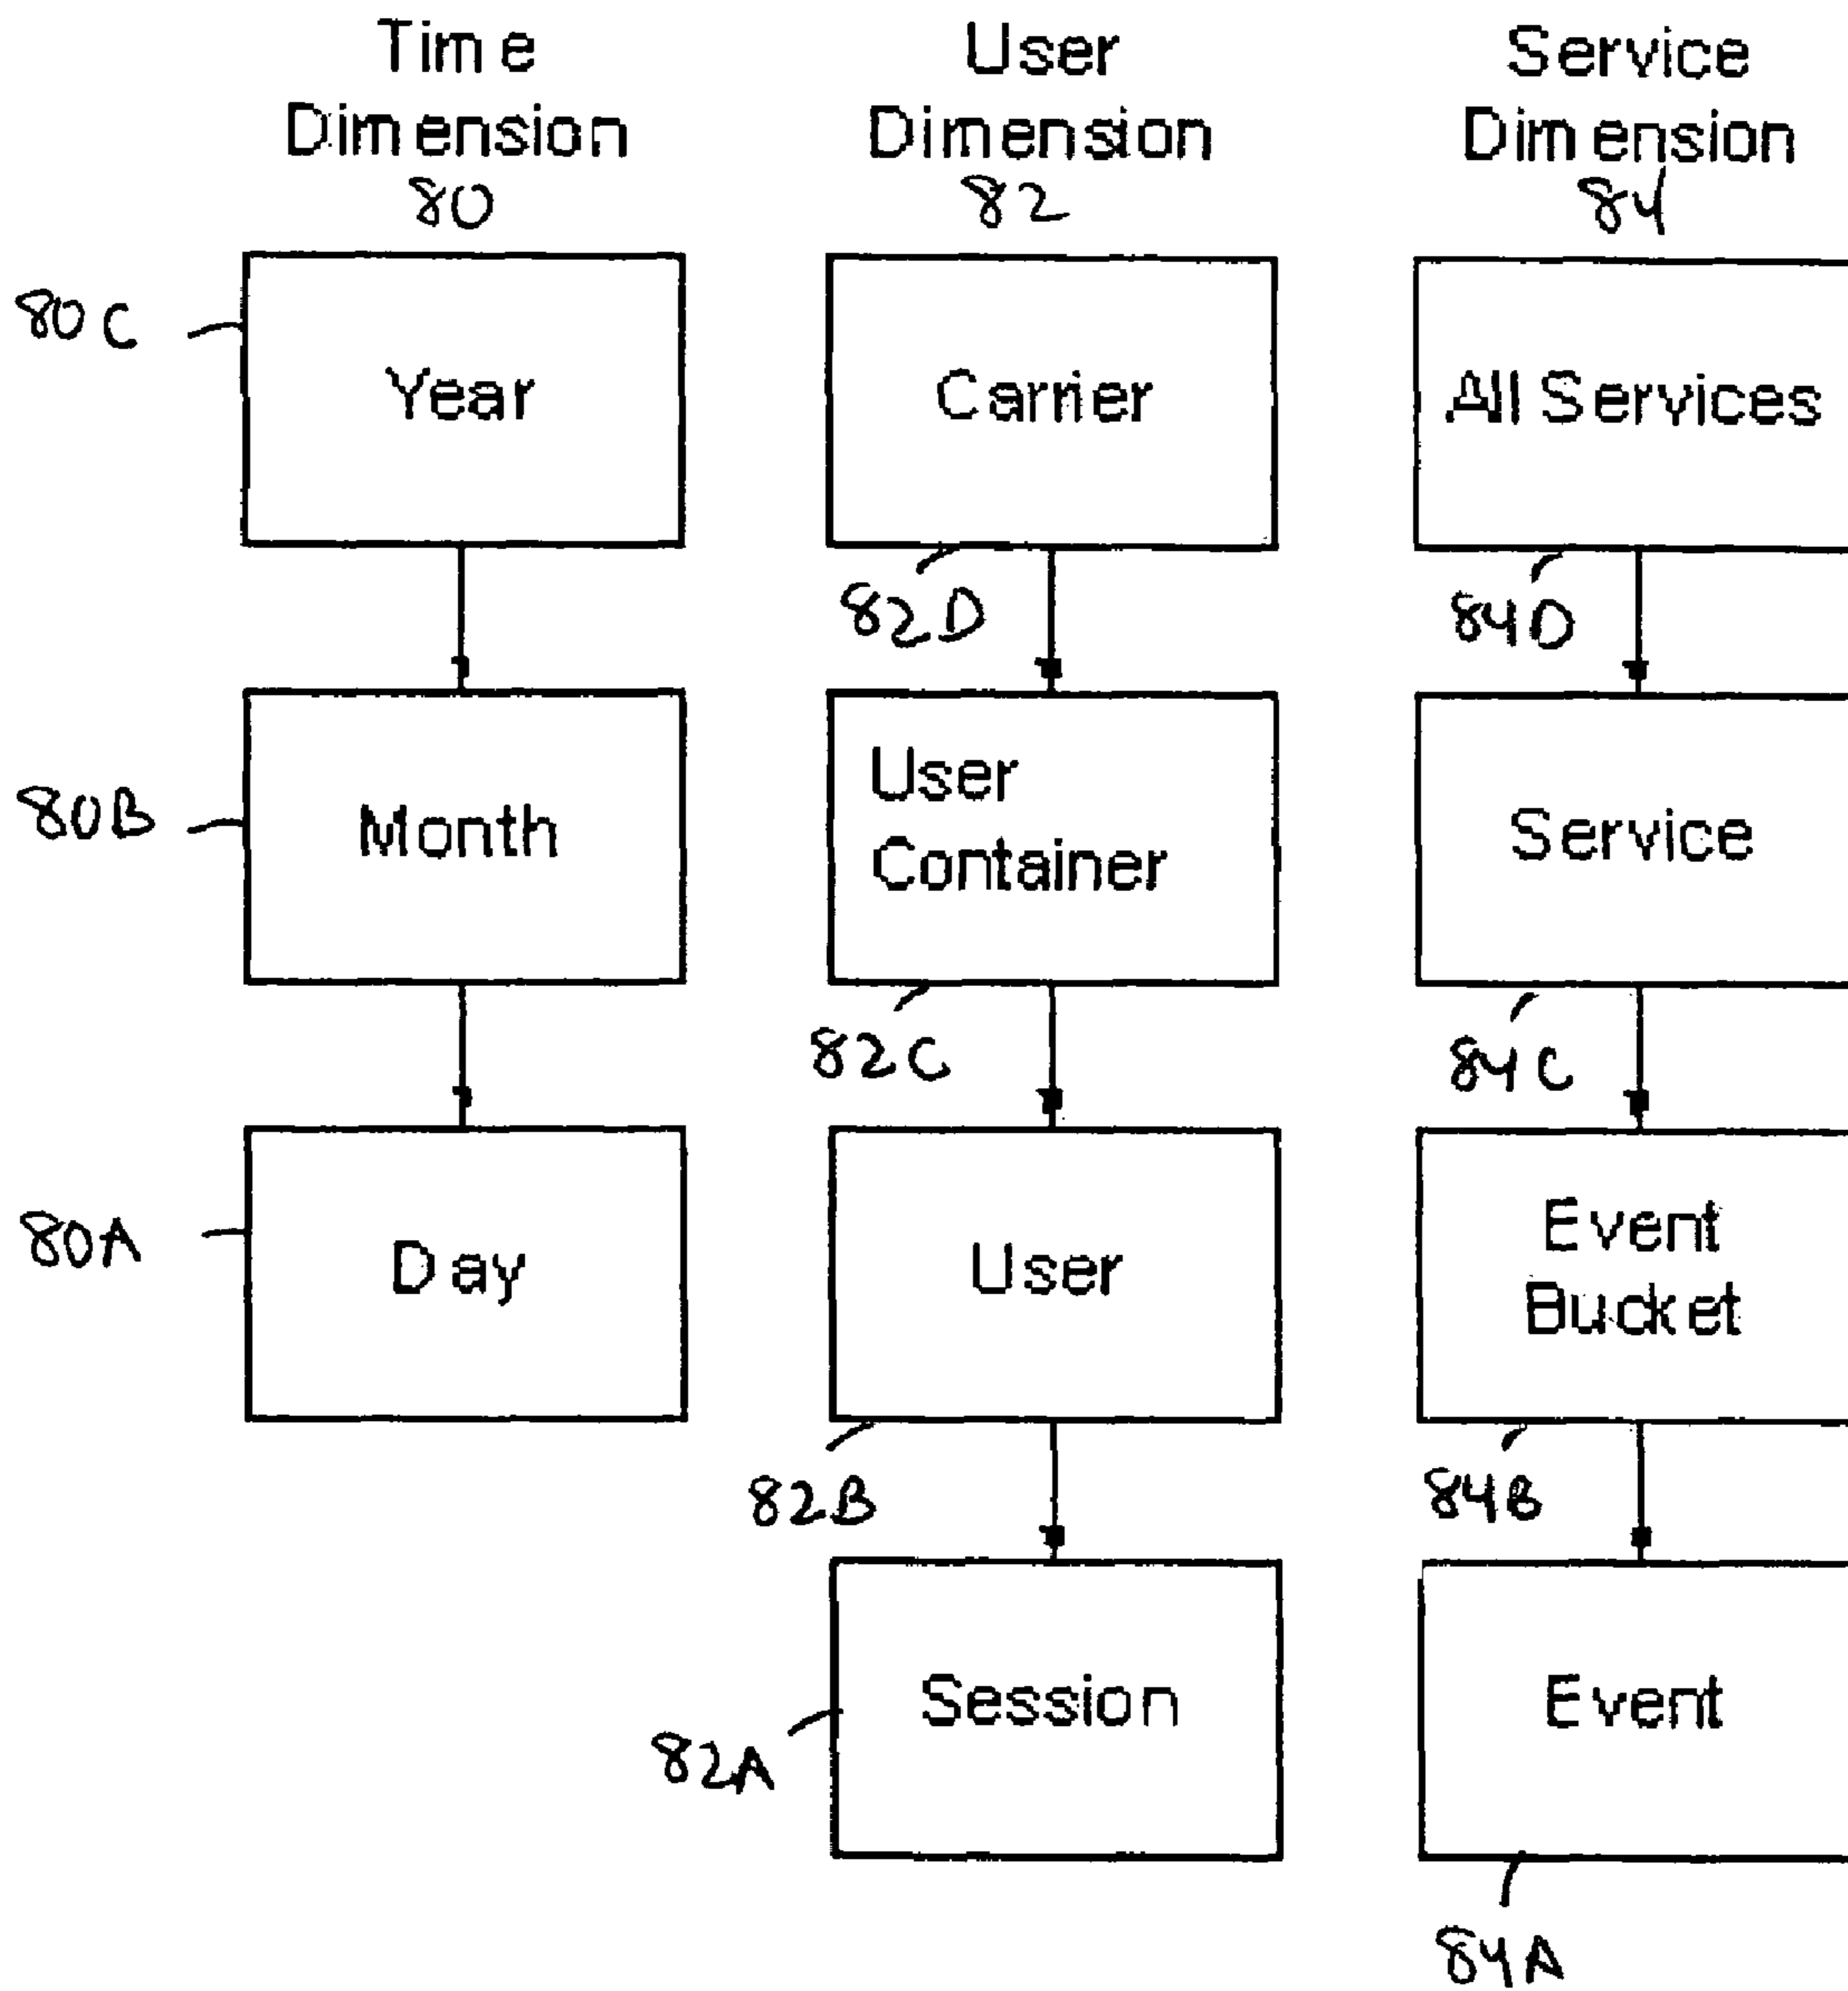 Time
Dimension
80
User
Dimension
82
Service
Dimension
84
80C
Year
Carrier
All Services
82D
84D
80B
Month
User
Container
Service
82C
84C
80A
Day
User
Event
Bucket
82B
84B
Session
Event
82A
84A